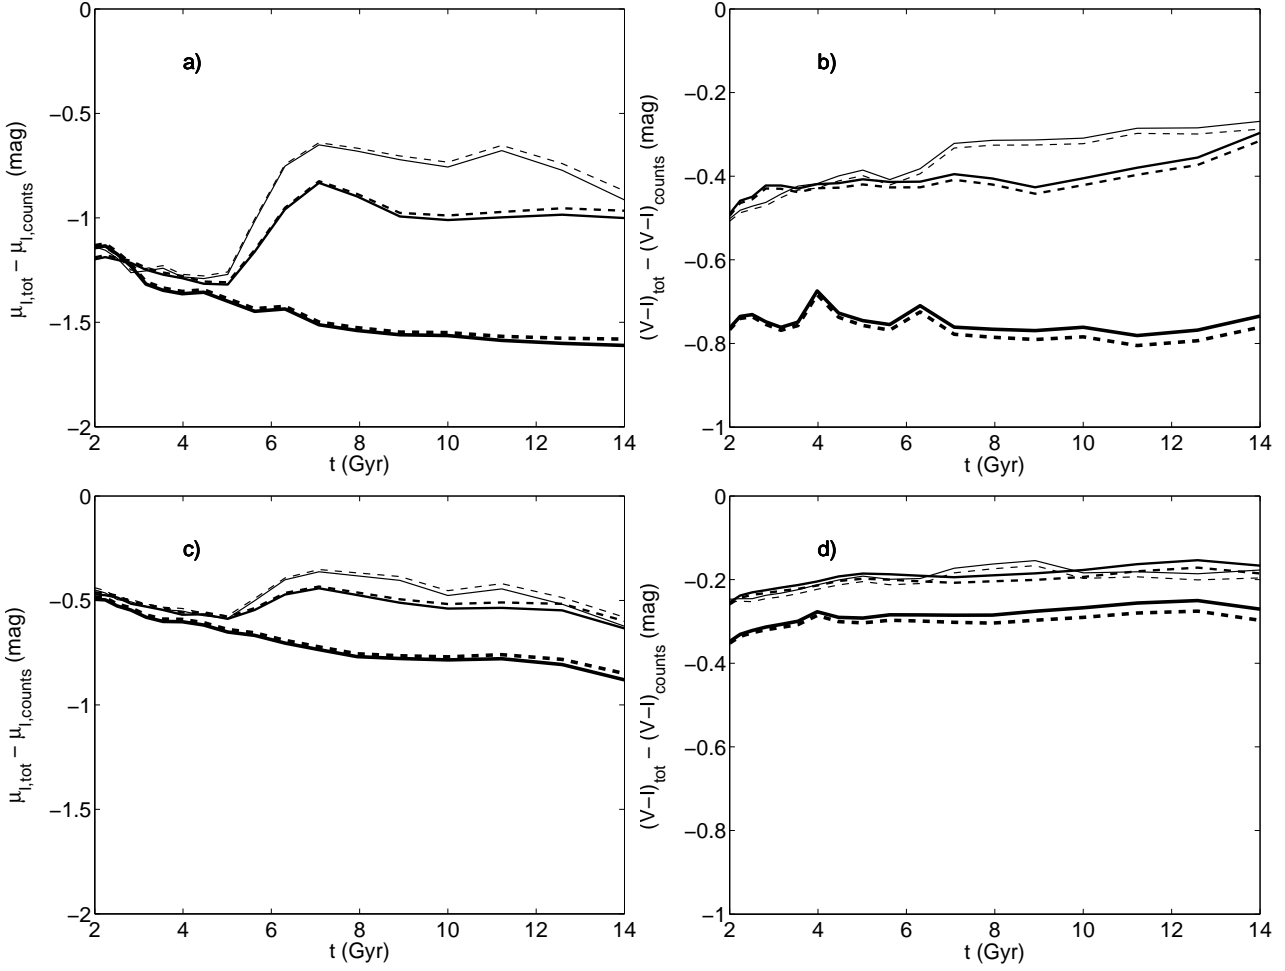 a)
0
−0.5
−1
−1.5
−2
μI,tot − μI,counts (mag)
2 4 6 8 10 12 14
t (Gyr)
b)
0
−0.2
−0.4
−0.6
−0.8
−1
(V−I)tot − (V−I)counts (mag)
2 4 6 8 10 12 14
t (Gyr)
c)
0
−0.5
−1
−1.5
−2
μI,tot − μI,counts (mag)
2 4 6 8 10 12 14
t (Gyr)
d)
0
−0.2
−0.4
−0.6
−0.8
−1
(V−I)tot − (V−I)counts (mag)
2 4 6 8 10 12 14
t (Gyr)